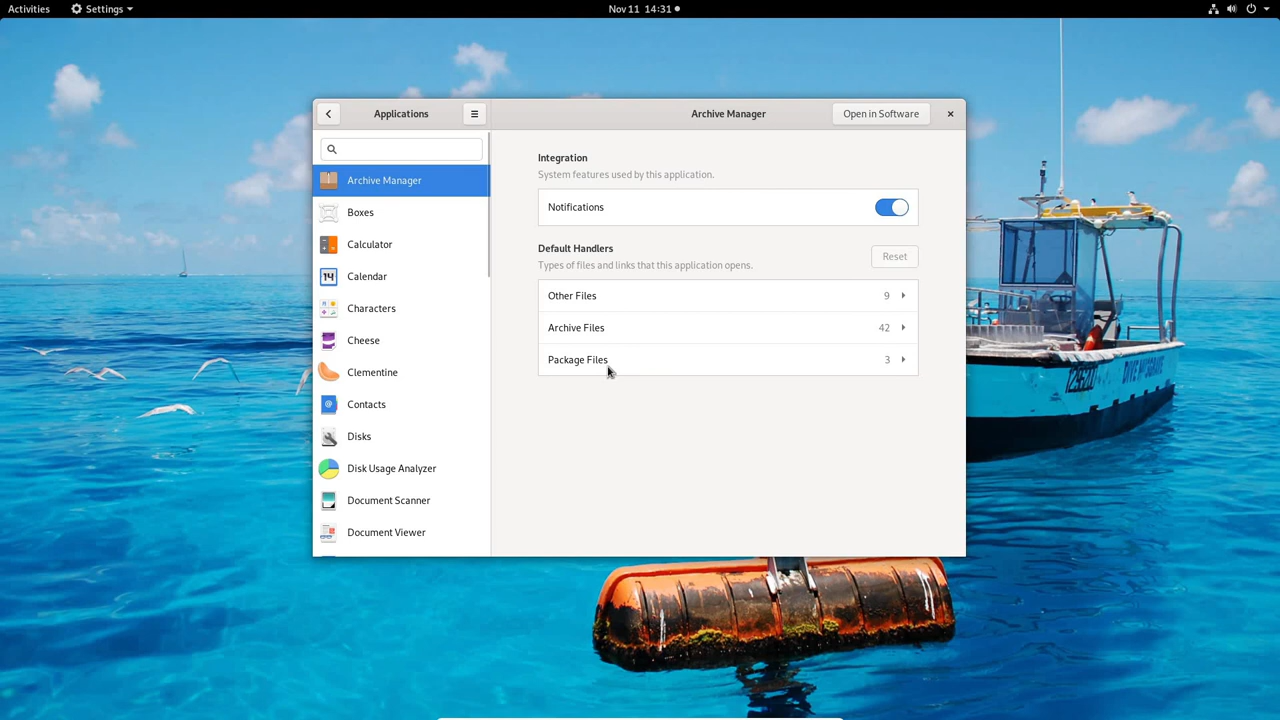 Activities
Settings
Nov 11 14:31
Applications
Archive Manager
Open in Software
Archive Manager
Boxes
Calculator
14
Calendar
Characters
Cheese
Clementine
Contacts
Disks
Disk Usage Analyzer
Document Scanner
Document Viewer
Integration
System features used by this application.
Notifications
Default Handlers
Types of files and links that this application opens.
Reset
Other Files 9
Archive Files 42
Package Files 3